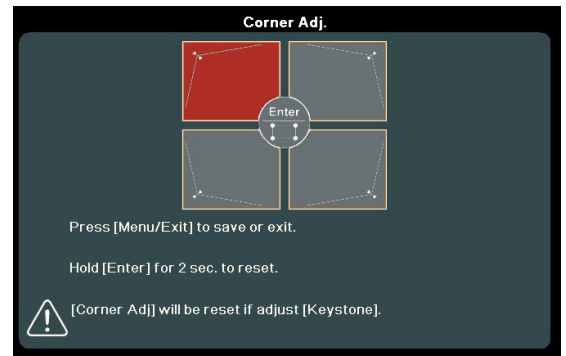 Corner Adj.
Enter
Press [Menu/Exit] to save or exit.
Hold [Enter] for 2 sec. to reset.
[Corner Adj] will be reset if adjust [Keystone].